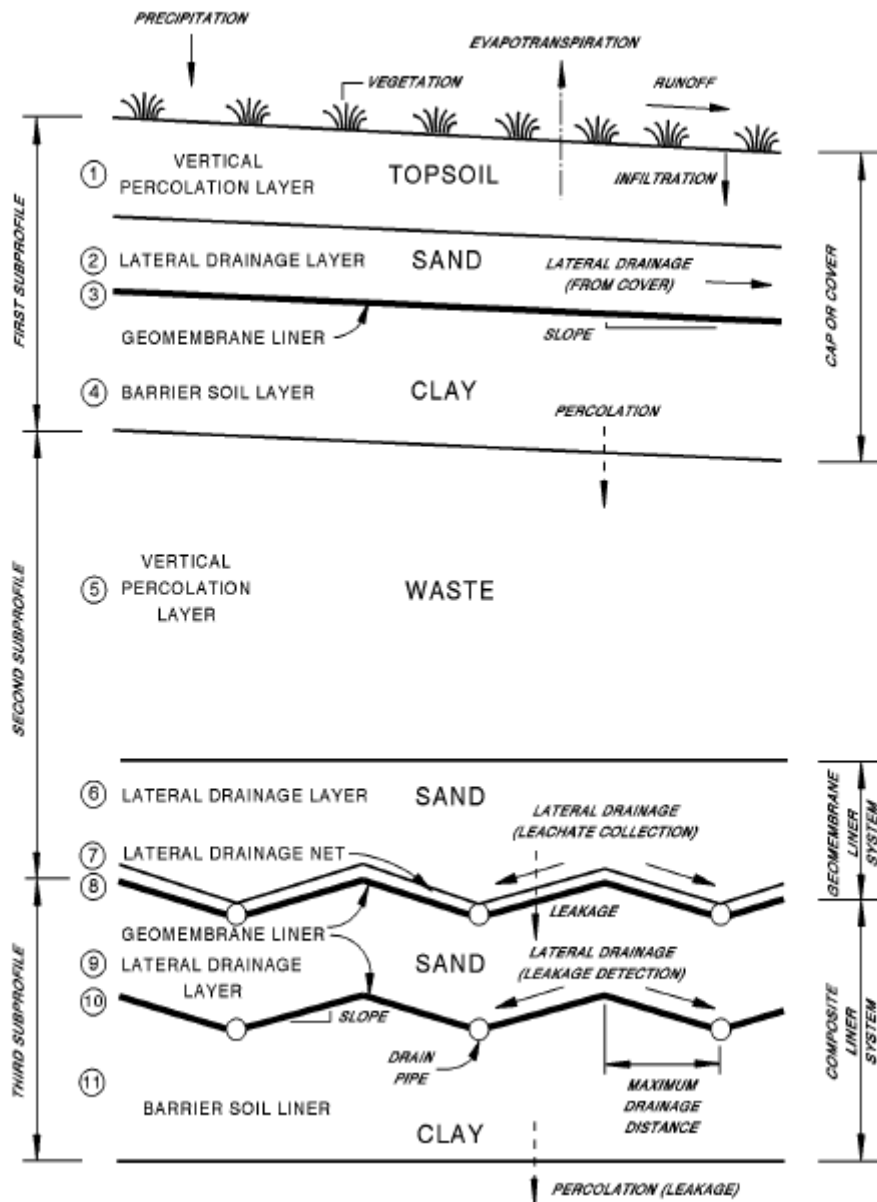 PRECIPITATION
EVAPOTRANSPIRATION
VEGETATION
RUNOFF
1
VERTICAL
PERCOLATION LAYER
TOPSOIL
INFILTRATION
FIRST SUBPROFILE
2
LATERAL DRAINAGE LAYER
SAND
LATERAL DRAINAGE
(FROM COVER)
3
GEOMEMBRANE LINER
SLOPE
CAP OR COVER
4
BARRIER SOIL LAYER
CLAY
PERCOLATION
SECOND SUBPROFILE
5
VERTICAL
PERCOLATION
LAYER
WASTE
6
LATERAL DRAINAGE LAYER
SAND
LATERAL DRAINAGE
(LEACHATE COLLECTION)
GEOMEMBRANE
LINER
SYSTEM
7
LATERAL DRAINAGE NET
8
LEAKAGE
GEOMEMBRANE LINER
9
LATERAL DRAINAGE
LAYER
SAND
LATERAL DRAINAGE
(LEAKAGE DETECTION)
10
SLOPE
THIRD SUBPROFILE
DRAIN
PIPE
COMPOSITE
LINER
SYSTEM
11
MAXIMUM
DRAINAGE
DISTANCE
BARRIER SOIL LINER
CLAY
PERCOLATION (LEAKAGE)